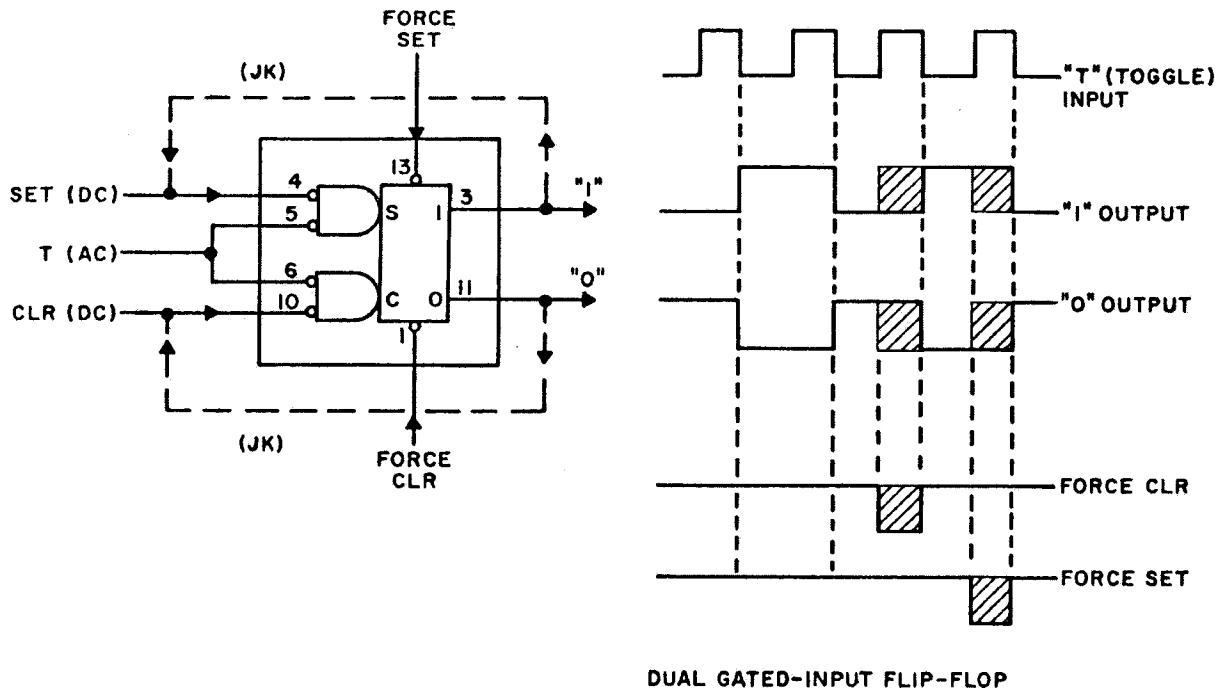 FORCE
SET
(JK)
SET (DC)
T (AC)
CLR (DC)
4
5
6
10
13
S
C
1
0
3
11
1
"1"
"0"
(JK)
FORCE
CLR
"T" (TOGGLE)
INPUT
"1" OUTPUT
"0" OUTPUT
FORCE CLR
FORCE SET
DUAL GATED-INPUT FLIP-FLOP